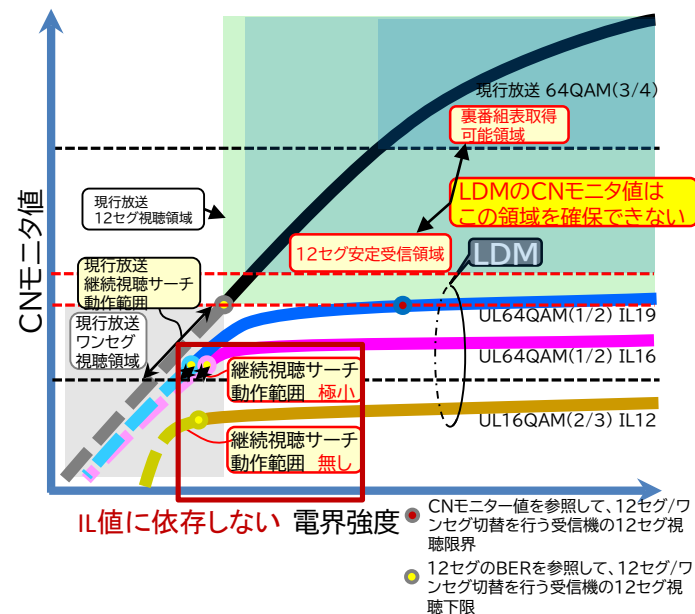 現行放送 64QAM(3/4)
裏番組表取得
可能領域
LDMのCNモニタ値は
この領域を確保できない
現行放送
12セグ視聴領域
12セグ安定受信領域
LDM
CNモニタ値
現行放送
継続視聴サーチ
動作範囲
現行放送
ワンセグ
視聴領域
UL64QAM(1/2) IL19
UL64QAM(1/2) IL16
継続視聴サーチ
動作範囲 極小
UL16QAM(2/3) IL12
継続視聴サーチ
動作範囲 無し
IL値に依存しない 電界強度
CNモニター値を参照して、12セグ/ワ
ンセグ切替を行う受信機の12セグ視
聴限界
12セグのBERを参照して、12セグ/ワ
ンセグ切替を行う受信機の12セグ視
聴下限